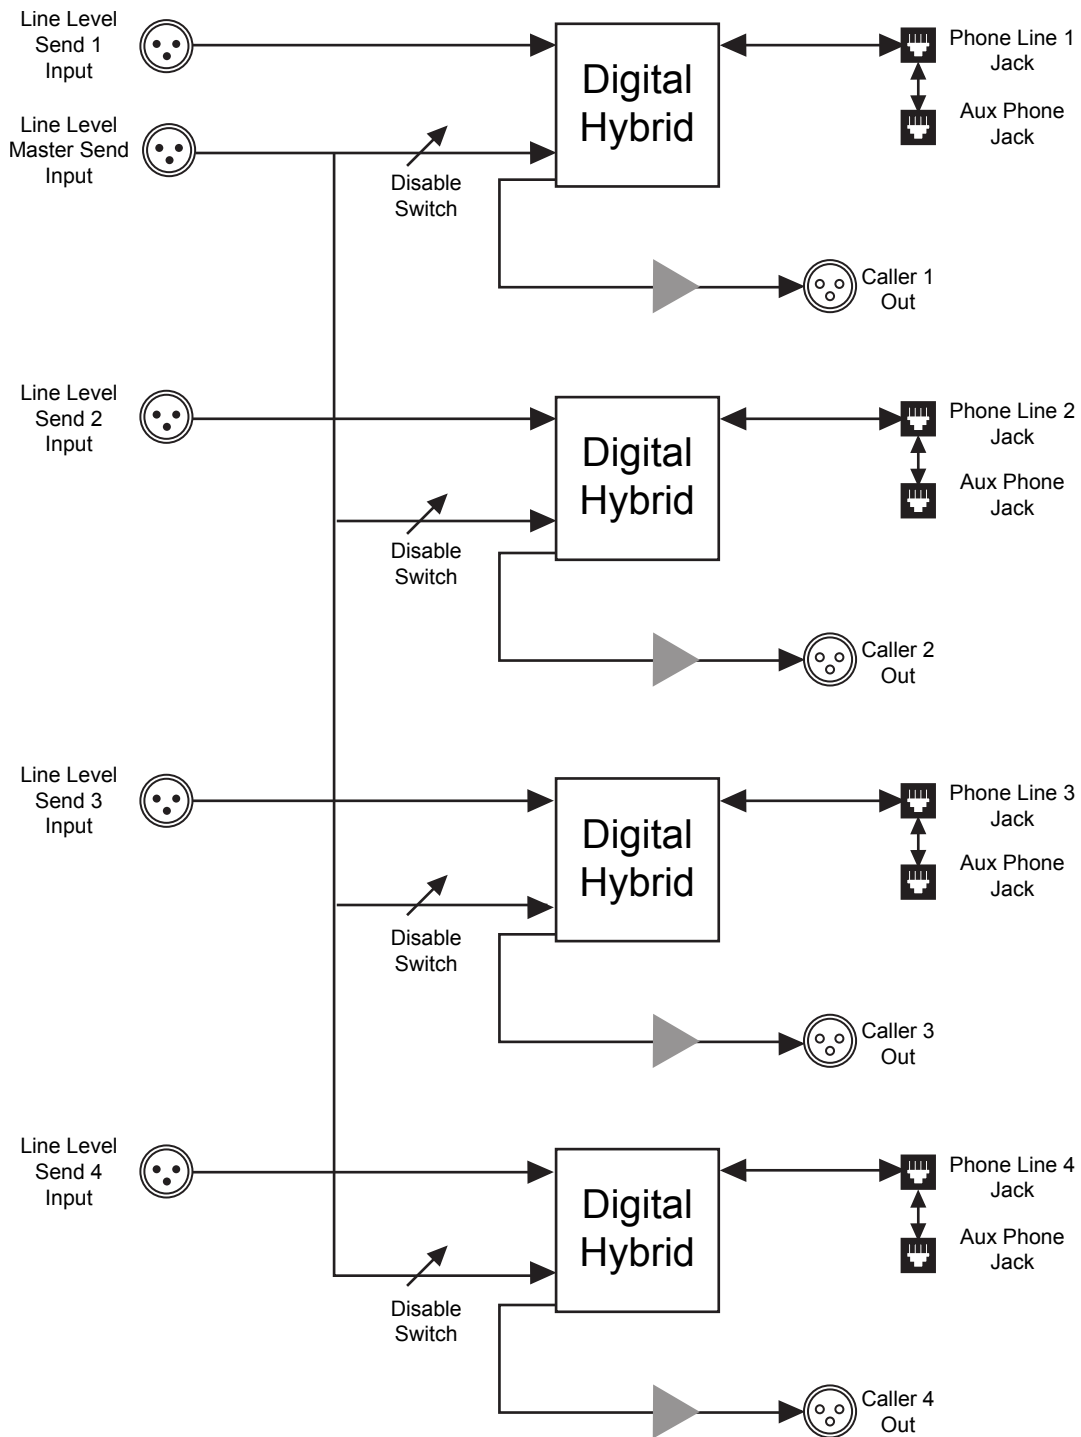 Line Level
Send 1
Input
Digital
Hybrid
Phone Line 1
Jack
Aux Phone
Jack
Line Level
Master Send
Input
Disable
Switch
Caller 1
Out
Line Level
Send 2
Input
Digital
Hybrid
Phone Line 2
Jack
Aux Phone
Jack
Disable
Switch
Caller 2
Out
Line Level
Send 3
Input
Digital
Hybrid
Phone Line 3
Jack
Aux Phone
Jack
Disable
Switch
Caller 3
Out
Line Level
Send 4
Input
Digital
Hybrid
Phone Line 4
Jack
Aux Phone
Jack
Disable
Switch
Caller 4
Out